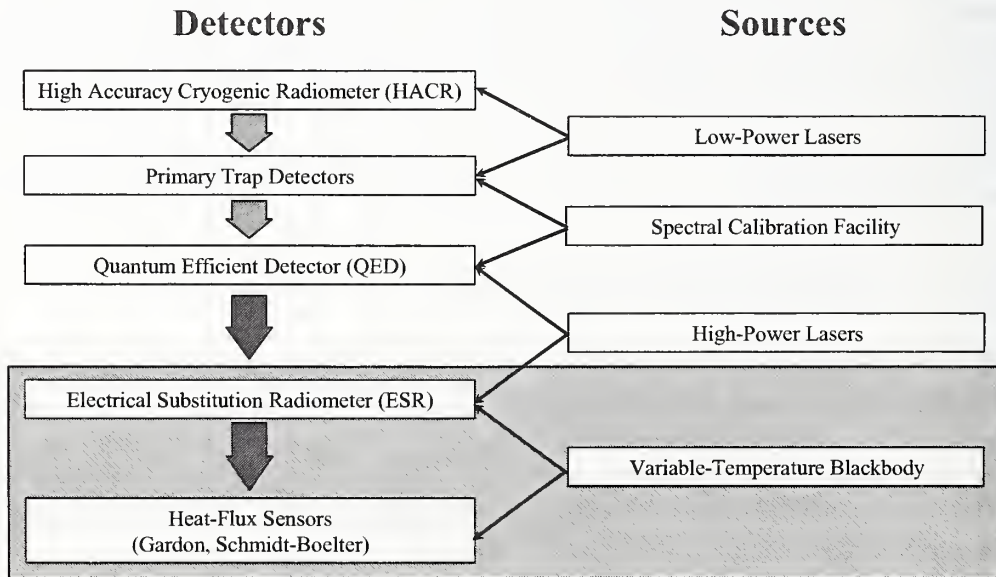 Detectors
Sources
High Accuracy Cryogenic Radiometer (HACR)
Low-Power Lasers
Primary Trap Detectors
Spectral Calibration Facility
Quantum Efficient Detector (QED)
High-Power Lasers
Electrical Substitution Radiometer (ESR)
Variable-Temperature Blackbody
Heat-Flux Sensors
(Gardon, Schmidt-Boelter)